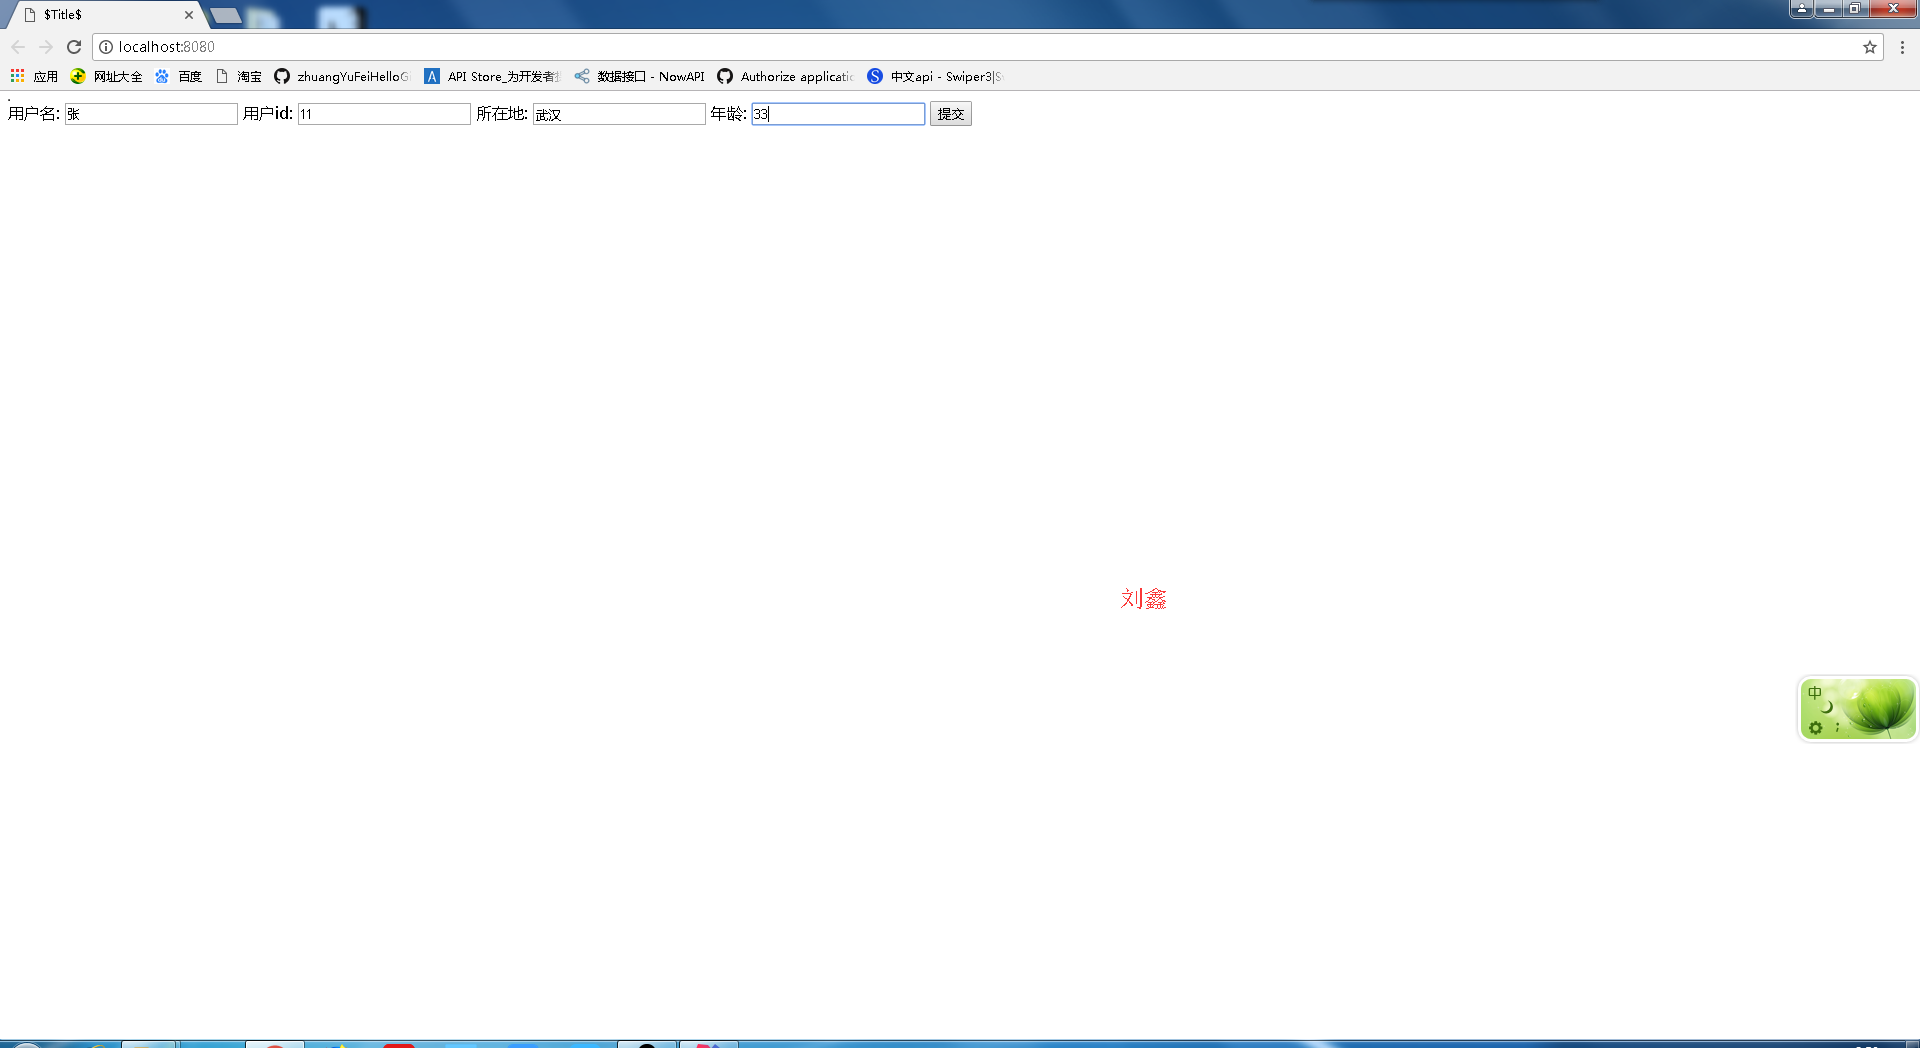 $Title$
localhost:8080
应用 网址大全 百度 淘宝 zhuangYuFeiHelloG API Store_为开发者 数据接口 - NowAPI Authorize applicatic 中文api - Swiper3|S
用户名: 张 用户id: 11 所在地: 武汉 年龄: 33 提交
刘鑫
中